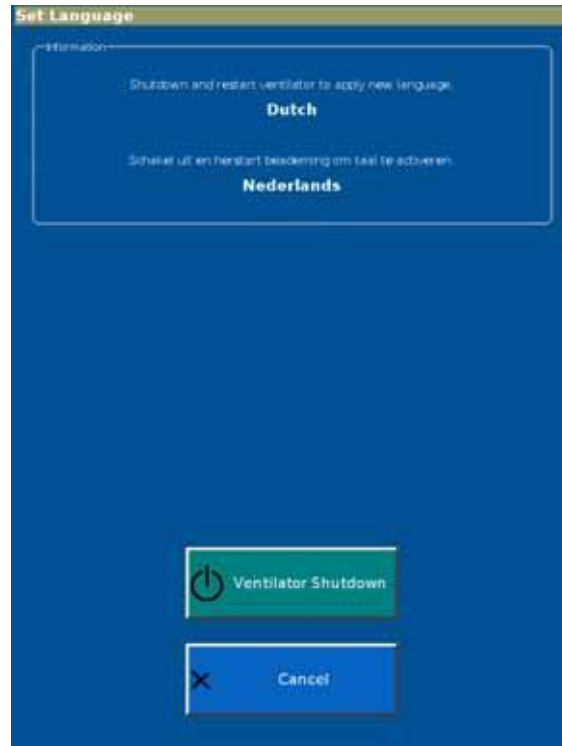 Set Language
Information
Shutdown and restart ventilator to apply new language.
Dutch
Schakel uit en herstart beademing om taal te activeren.
Nederlands
Ventilator Shutdown
Cancel